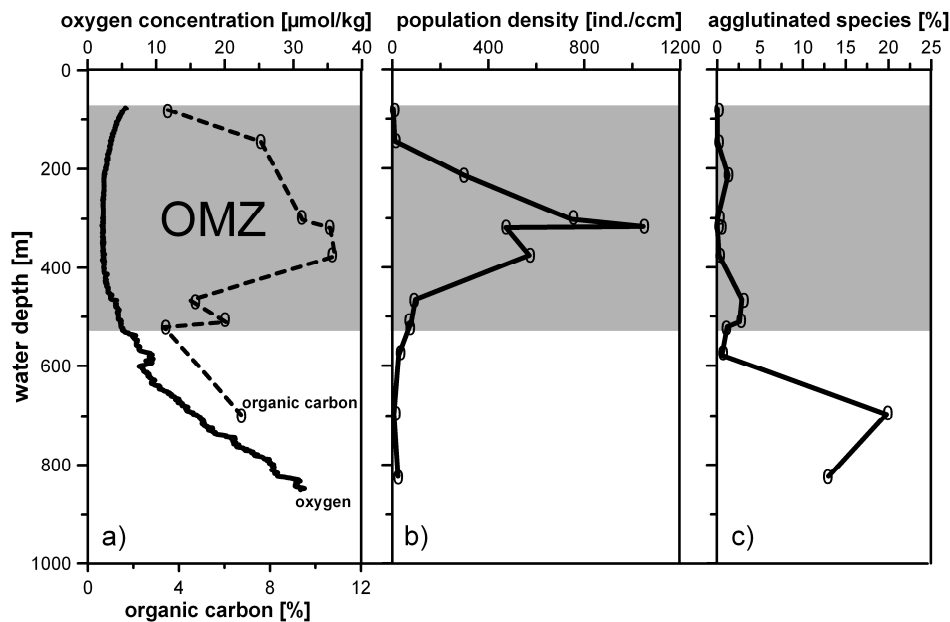 oxygen concentration [µmol/kg]
population density [ind./ccm]
agglutinated species [%]
0 10 20 30 40
0 400 800 1200
0 5 10 15 20 25
0
200
400
600
800
1000
water depth [m]
OMZ
organic carbon
oxygen
a)
b)
c)
0 4 8 12
organic carbon [%]